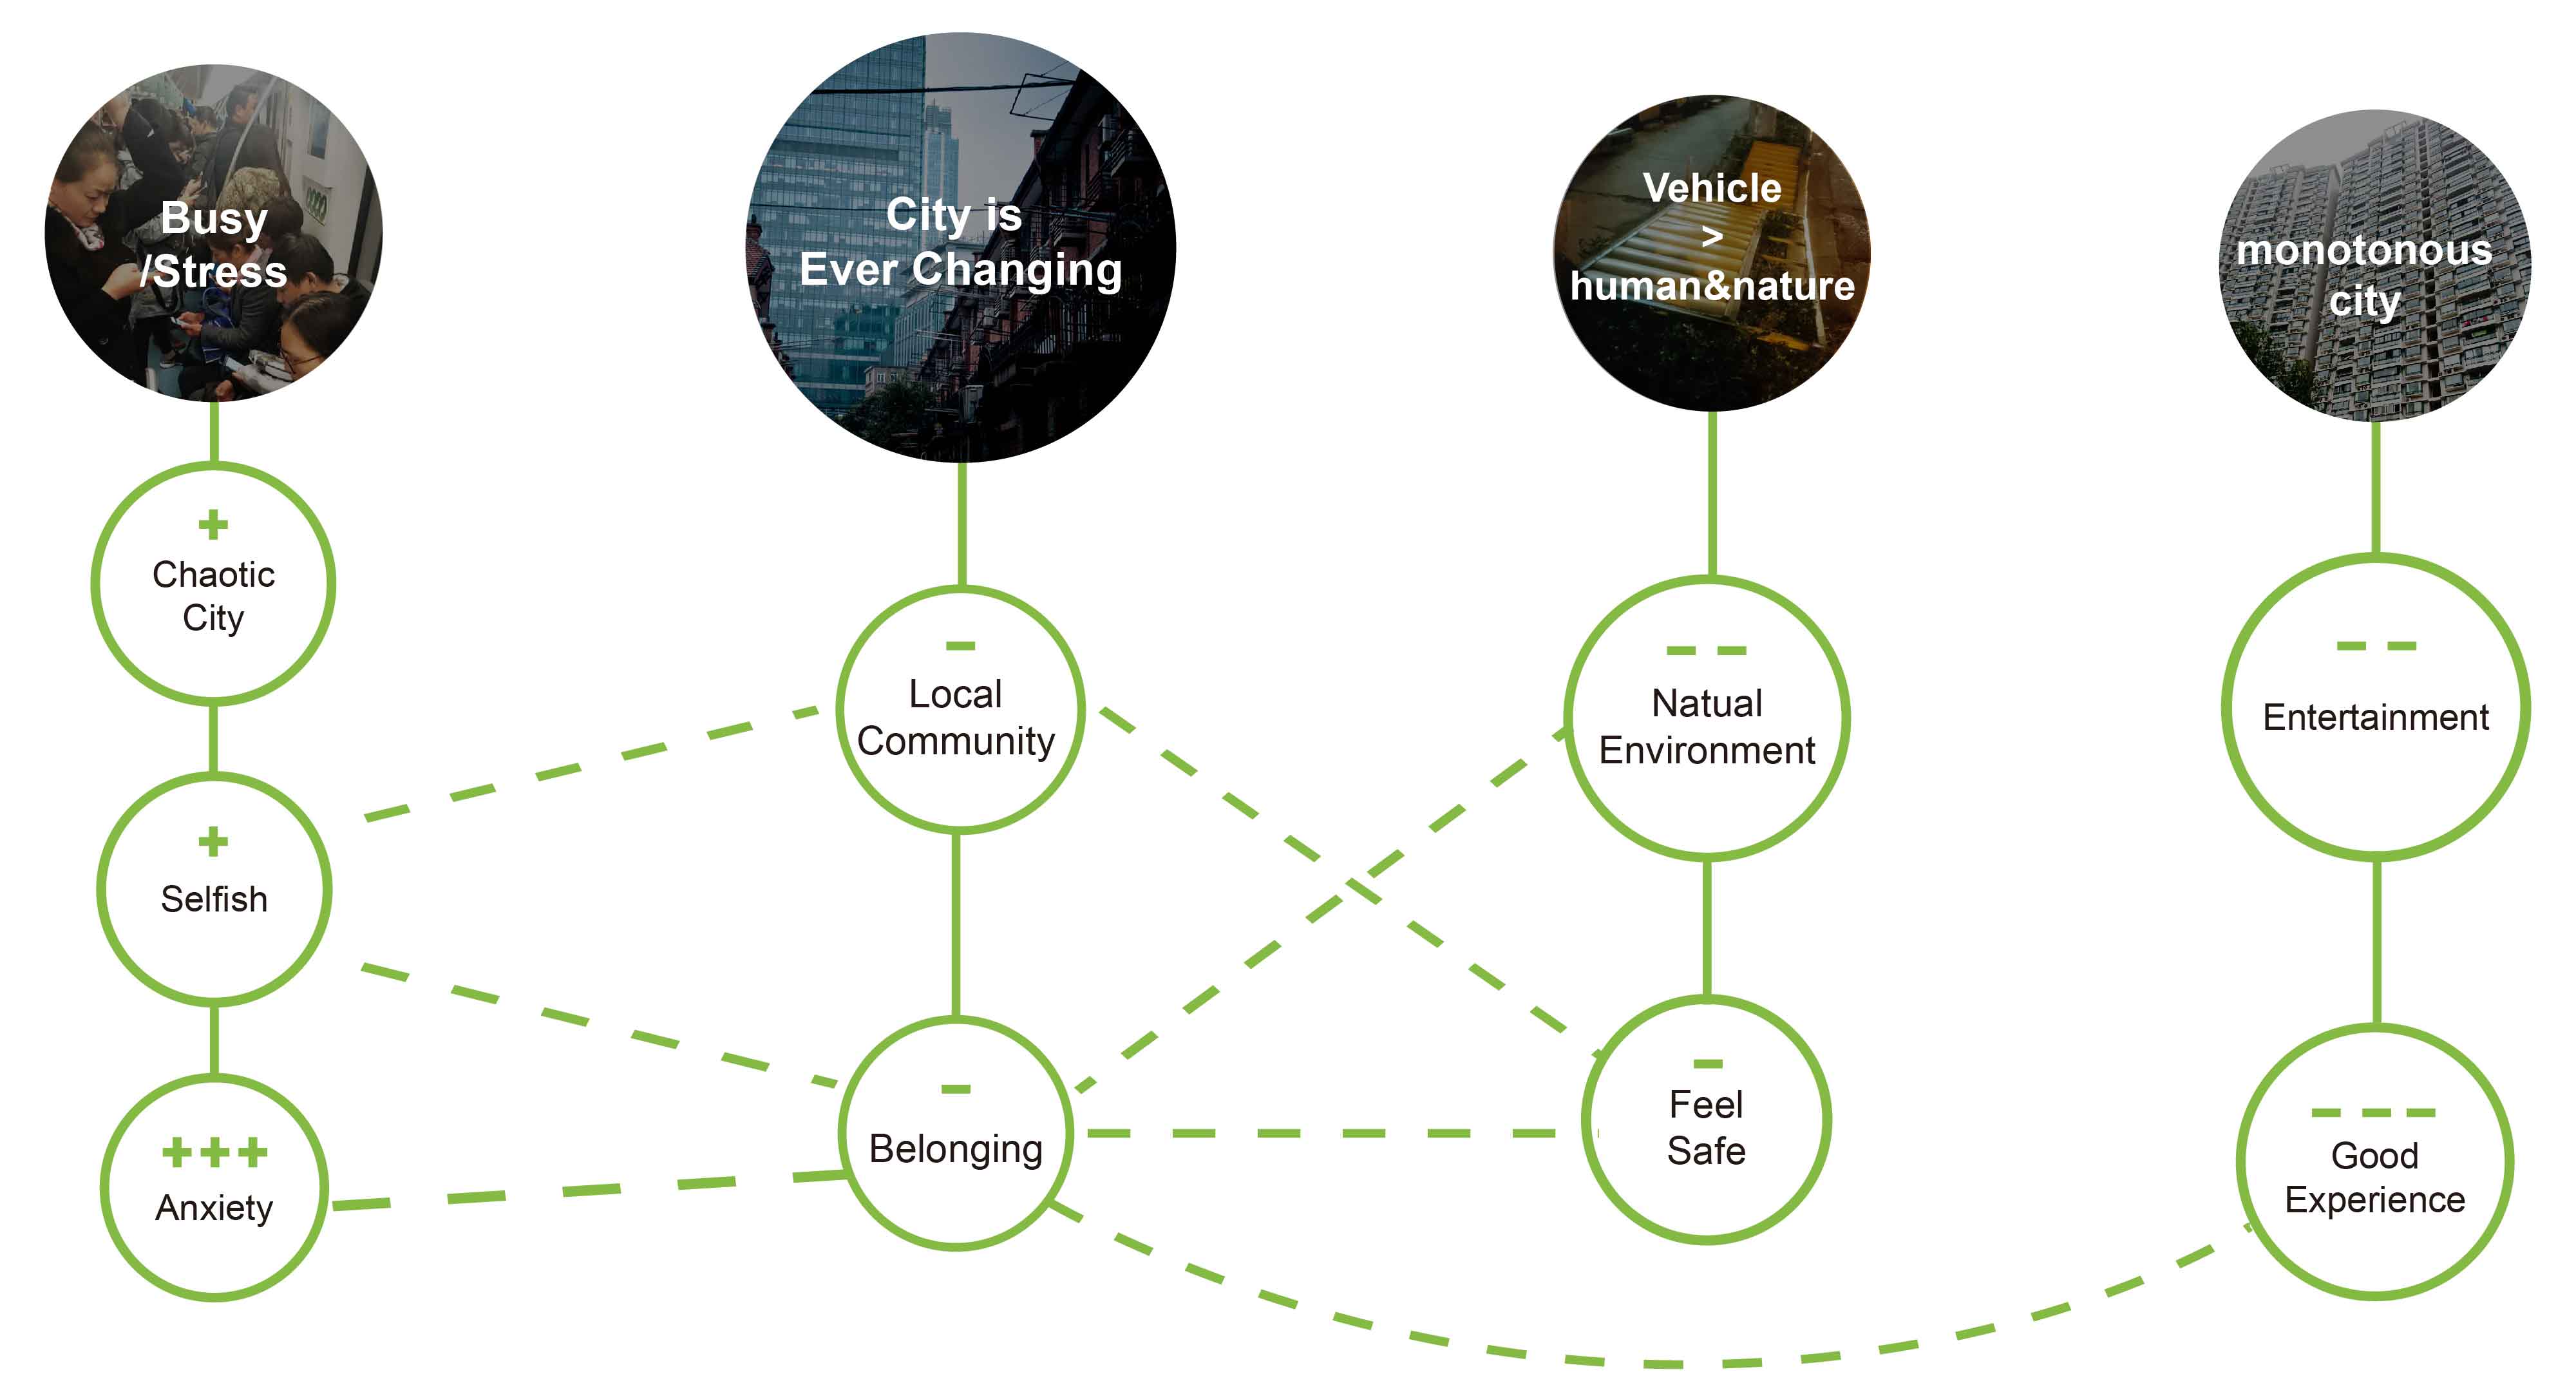 Busy
/Stress
City is
Ever Changing
Vehicle
>
human&nature
monotonous
city
+
Chaotic
City
+
Selfish
+++
Anxiety
-
Local
Community
-
Belonging
- -
Natual
Environment
-
Feel
Safe
- -
Entertainment
- - -
Good
Experience